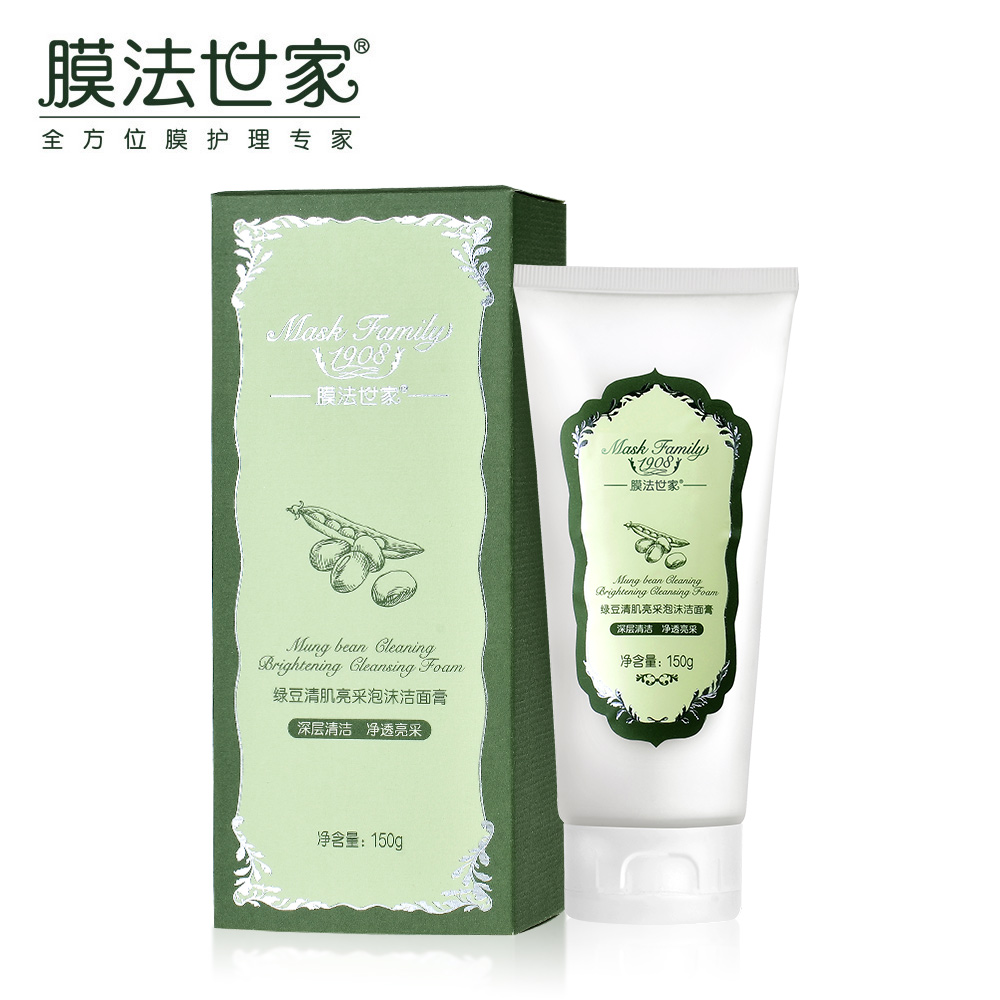 膜法世家®
全方位膜护理专家
Mask Family
1908
膜法世家®
Mung bean Cleaning
Brightening Cleansing Foam
绿豆清肌亮采泡沫洁面膏
深层清洁 净透亮采
净含量：150g
Mask Family
1908
膜法世家®
Mung bean Cleaning
Brightening Cleansing Foam
绿豆清肌亮采泡沫洁面膏
深层清洁 净透亮采
净含量：150g